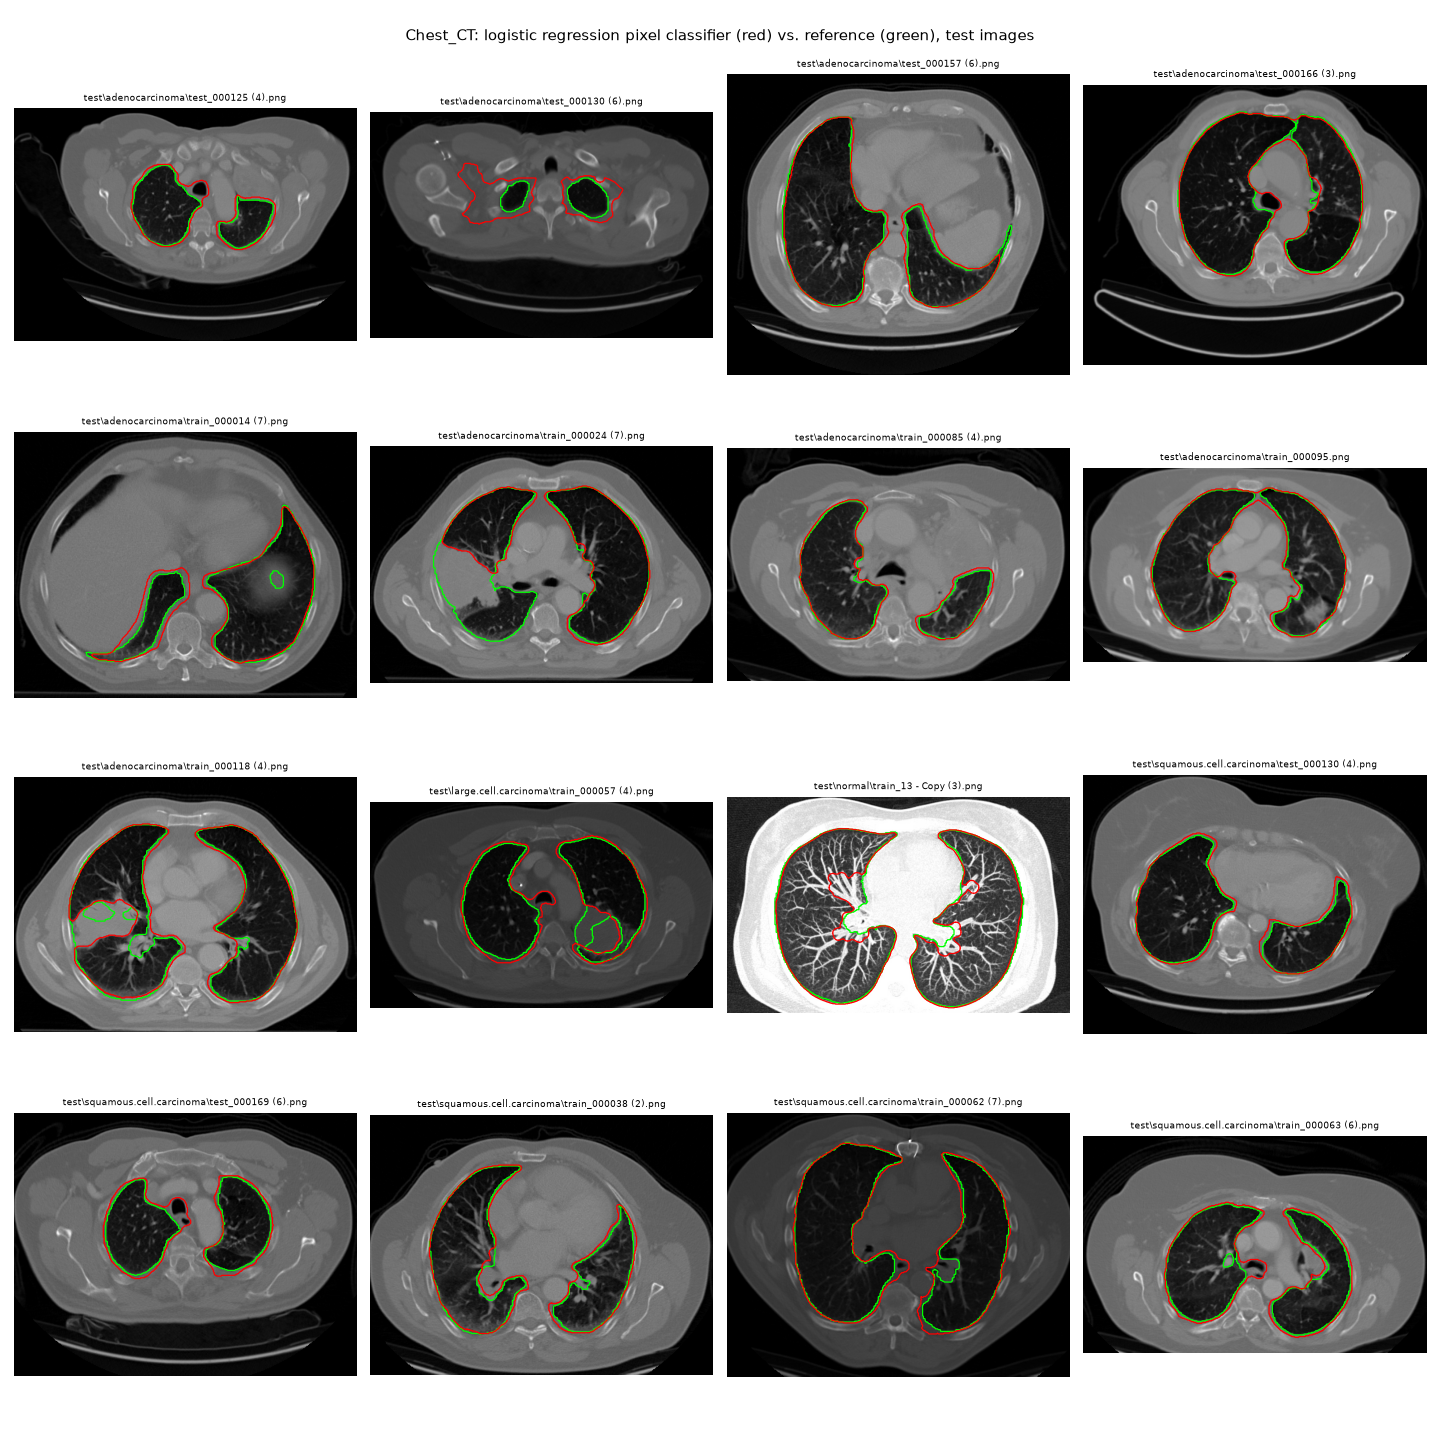 Chest_CT: logistic regression pixel classifier (red) vs. reference (green), test images
test\adenocarcinoma\test_000125 (4).png
test\adenocarcinoma\test_000130 (6).png
test\adenocarcinoma\test_000157 (6).png
test\adenocarcinoma\test_000166 (3).png
test\adenocarcinoma\train_000014 (7).png
test\adenocarcinoma\train_000024 (7).png
test\adenocarcinoma\train_000085 (4).png
test\adenocarcinoma\train_000095.png
test\adenocarcinoma\train_000118 (4).png
test\large.cell.carcinoma\train_000057 (4).png
test\normal\train_13 - Copy (3).png
test\squamous.cell.carcinoma\test_000130 (4).png
test\squamous.cell.carcinoma\test_000169 (6).png
test\squamous.cell.carcinoma\train_000038 (2).png
test\squamous.cell.carcinoma\train_000062 (7).png
test\squamous.cell.carcinoma\train_000063 (6).png